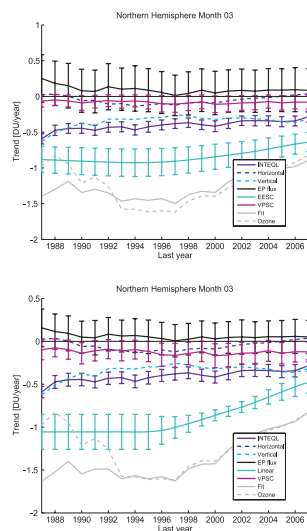 Northern Hemisphere Month 03
1
0.5
0
−0.5
−1
−1.5
−2
Trend [DU/year]
1988 1990 1992 1994 1996 1998 2000 2002 2004 2006
Last year
INTEQL
Horizontal
Vertical
EP flux
EESC
VPSC
Fit
Ozone
Northern Hemisphere Month 03
0.5
0
−0.5
−1
−1.5
−2
Trend [DU/year]
1988 1990 1992 1994 1996 1998 2000 2002 2004 2006
Last year
INTEQL
Horizontal
Vertical
EP flux
Linear
VPSC
Fit
Ozone